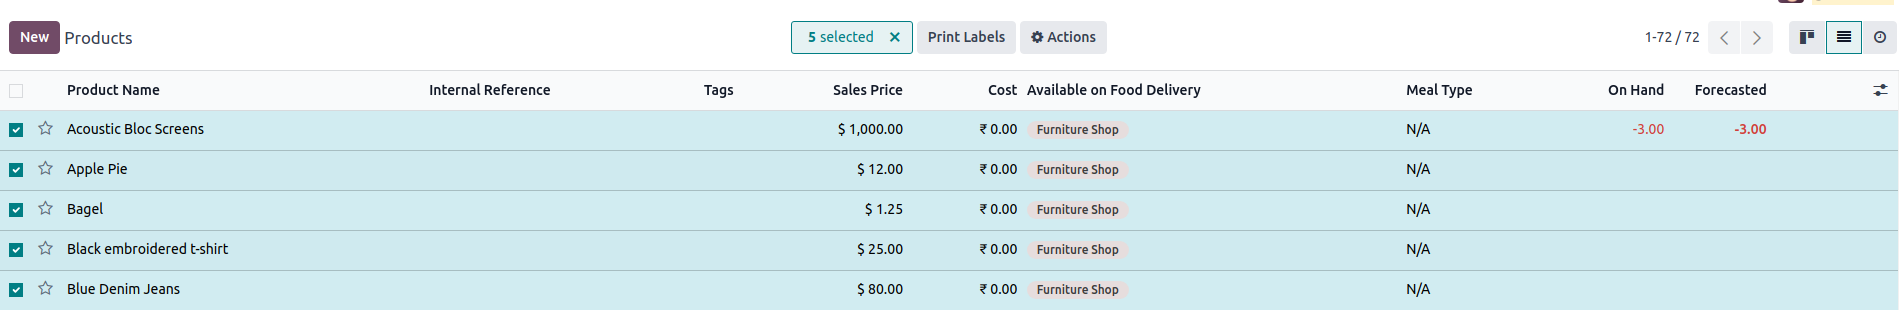 New Products 5 selected × Print Labels Actions 1-72 / 72
Product Name Internal Reference Tags Sales Price Cost Available on Food Delivery Meal Type On Hand Forecasted
Acoustic Bloc Screens $ 1,000.00 ₹ 0.00 Furniture Shop N/A -3.00 -3.00
Apple Pie $ 12.00 ₹ 0.00 Furniture Shop N/A
Bagel $ 1.25 ₹ 0.00 Furniture Shop N/A
Black embroidered t-shirt $ 25.00 ₹ 0.00 Furniture Shop N/A
Blue Denim Jeans $ 80.00 ₹ 0.00 Furniture Shop N/A